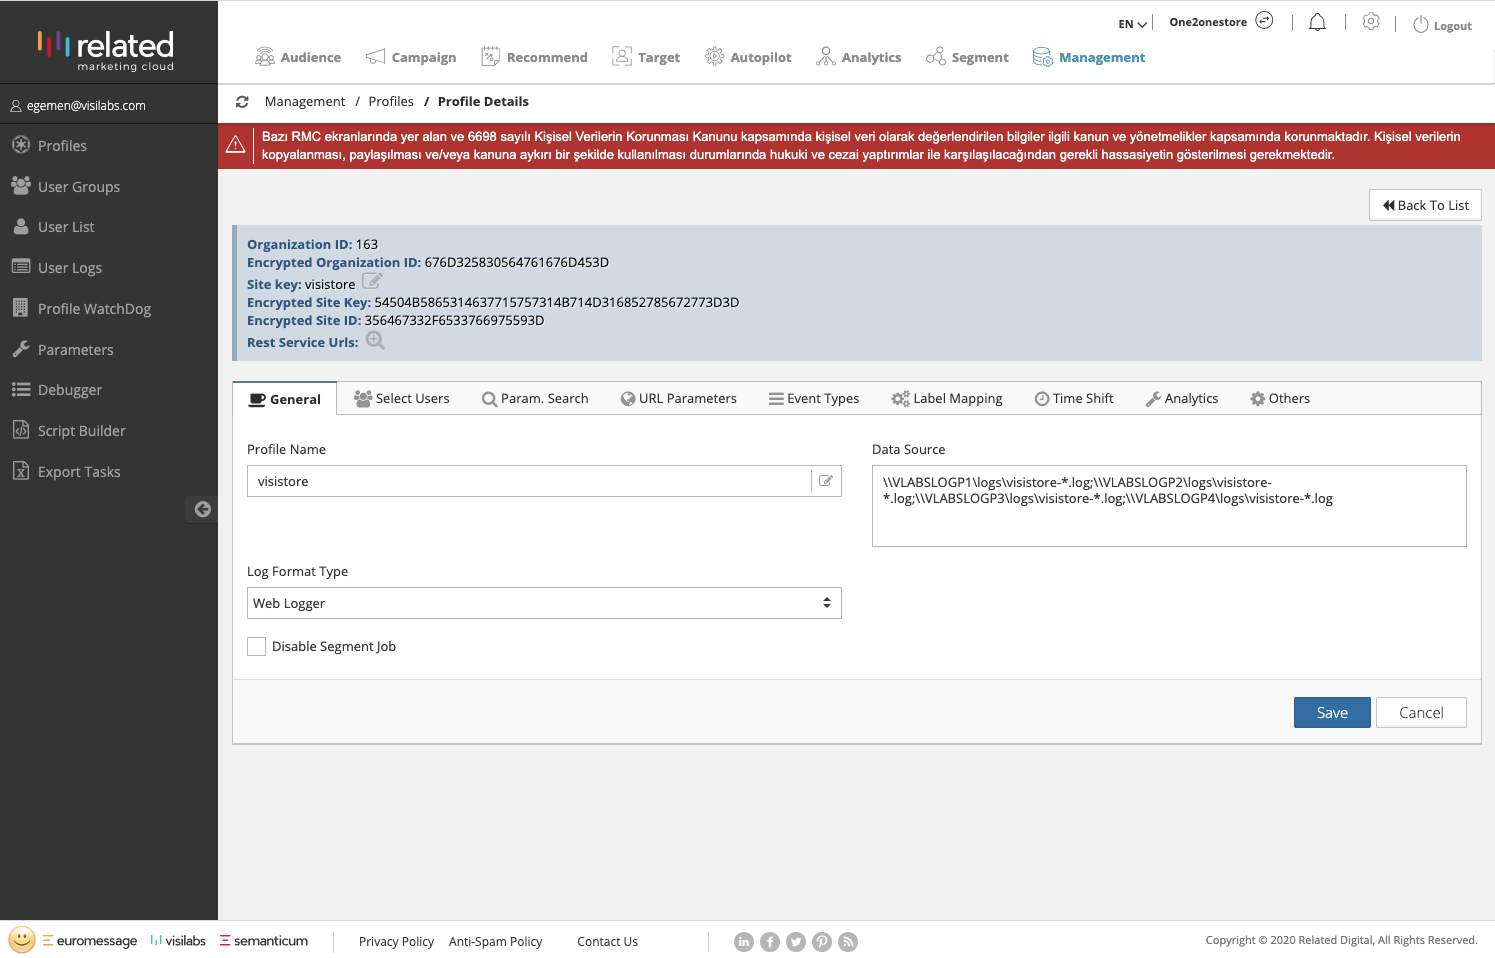 related
marketing cloud
EN
One2onestore
Logout
Audience
Campaign
Recommend
Target
Autopilot
Analytics
Segment
Management
egemen@visilabs.com
Management / Profiles / Profile Details
Bazı RMC ekranlarında yer alan ve 6698 sayılı Kişisel Verilerin Korunması Kanunu kapsamında kişisel veri olarak değerlendirilen bilgiler ilgili kanun ve yönetmelikler kapsamında korunmaktadır. Kişisel verilerin
kopyalanması, paylaşılması ve/veya kanuna aykırı bir şekilde kullanılması durumlarında hukuki ve cezai yaptırımlar ile karşılaşılacağından gerekli hassasiyetin gösterilmesi gerekmektedir.
Profiles
User Groups
User List
User Logs
Profile WatchDog
Parameters
Debugger
Script Builder
Export Tasks
Back To List
Organization ID: 163
Encrypted Organization ID: 676D325830564761676D453D
Site key: visistore
Encrypted Site Key: 54504B5865314637715757314B714D316852785672773D3D
Encrypted Site ID: 356467332F6533766975593D
Rest Service Urls:
General
Select Users
Param. Search
URL Parameters
Event Types
Label Mapping
Time Shift
Analytics
Others
Profile Name
visistore
Data Source
\\VLABSLOGP1\logs\visistore-*.log;\\VLABSLOGP2\logs\visistore-
*.log;\\VLABSLOGP3\logs\visistore-*.log;\\VLABSLOGP4\logs\visistore-*.log
Log Format Type
Web Logger
Disable Segment Job
Save
Cancel
euromessage
visilabs
semanticum
Privacy Policy
Anti-Spam Policy
Contact Us
Copyright © 2020 Related Digital, All Rights Reserved.